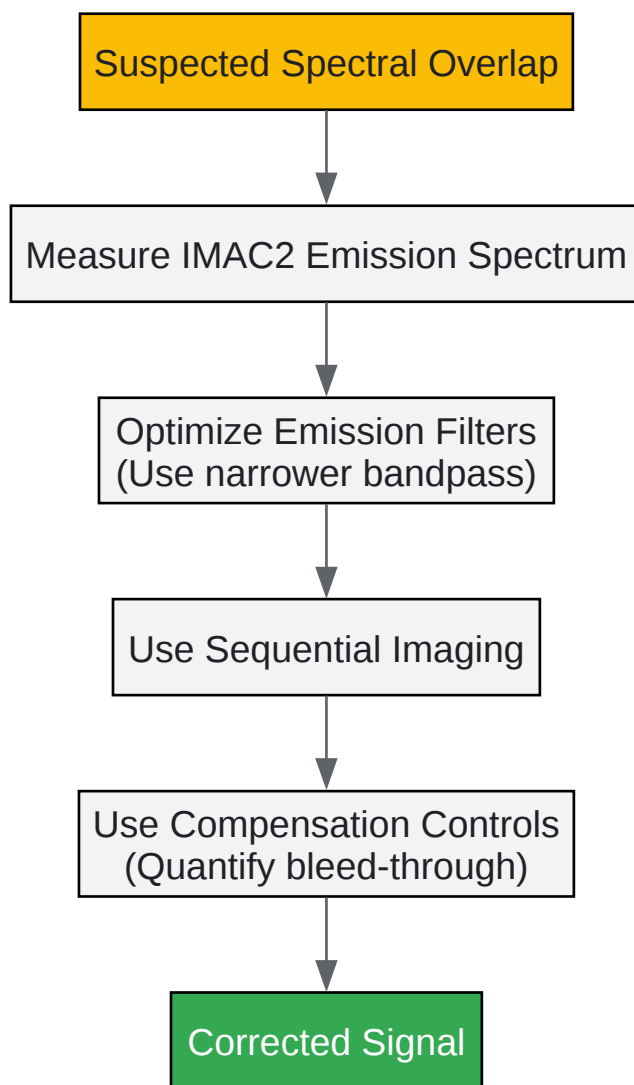 Suspected Spectral Overlap
Measure IMAC2 Emission Spectrum
Optimize Emission Filters
(Use narrower bandpass)
Use Sequential Imaging
Use Compensation Controls
(Quantify bleed-through)
Corrected Signal